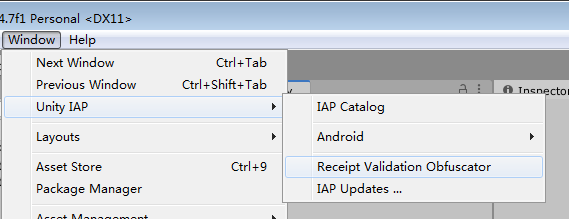 4.7f1 Personal <DX11>
Window Help
Next Window Ctrl+Tab
Previous Window Ctrl+Shift+Tab
Unity IAP
Layouts
Asset Store Ctrl+9
Package Manager
Asset Management
IAP Catalog
Android
Receipt Validation Obfuscator
IAP Updates ...
Inspector